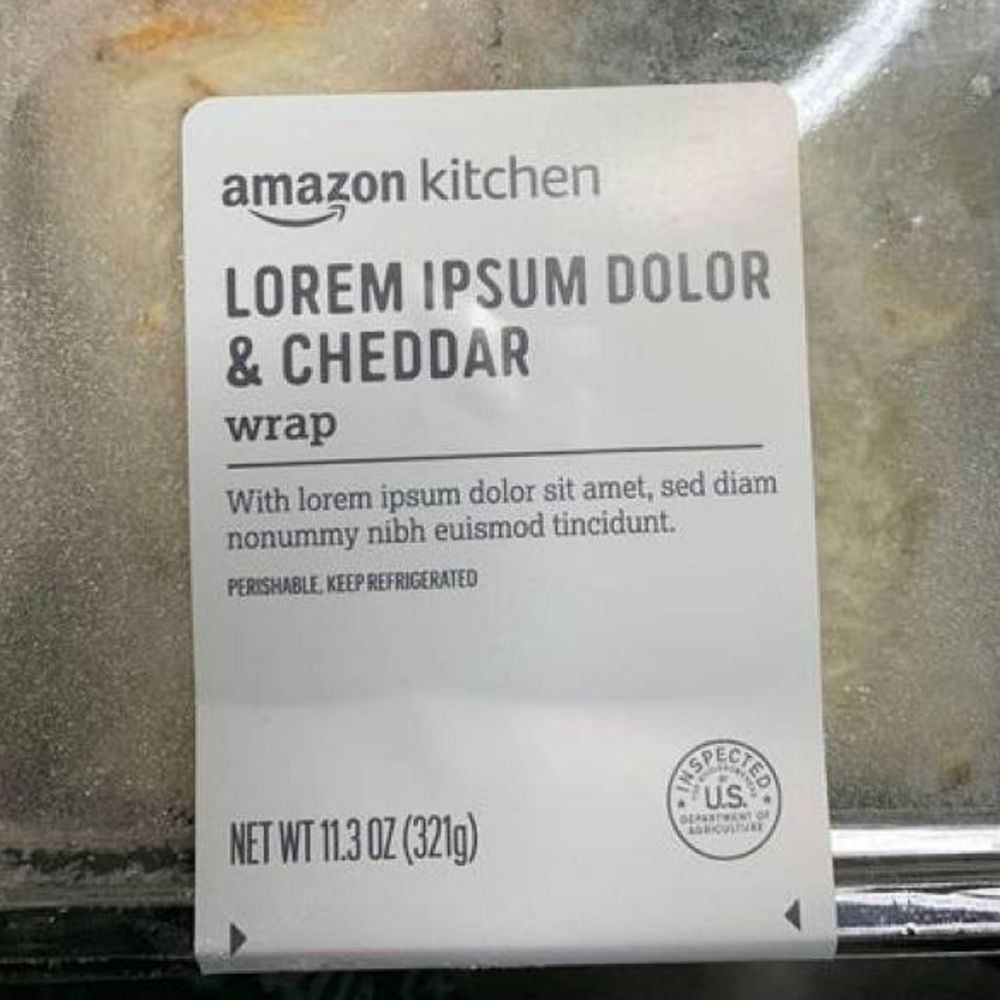 amazon kitchen
LOREM IPSUM DOLOR
& CHEDDAR
wrap
With lorem ipsum dolor sit amet, sed diam
nonummy nibh euismod tincidunt.
PERISHABLE, KEEP REFRIGERATED
INSPECTED
U.S.
DEPARTMENT OF
AGRICULTURE
NET WT 11.3 OZ (321g)